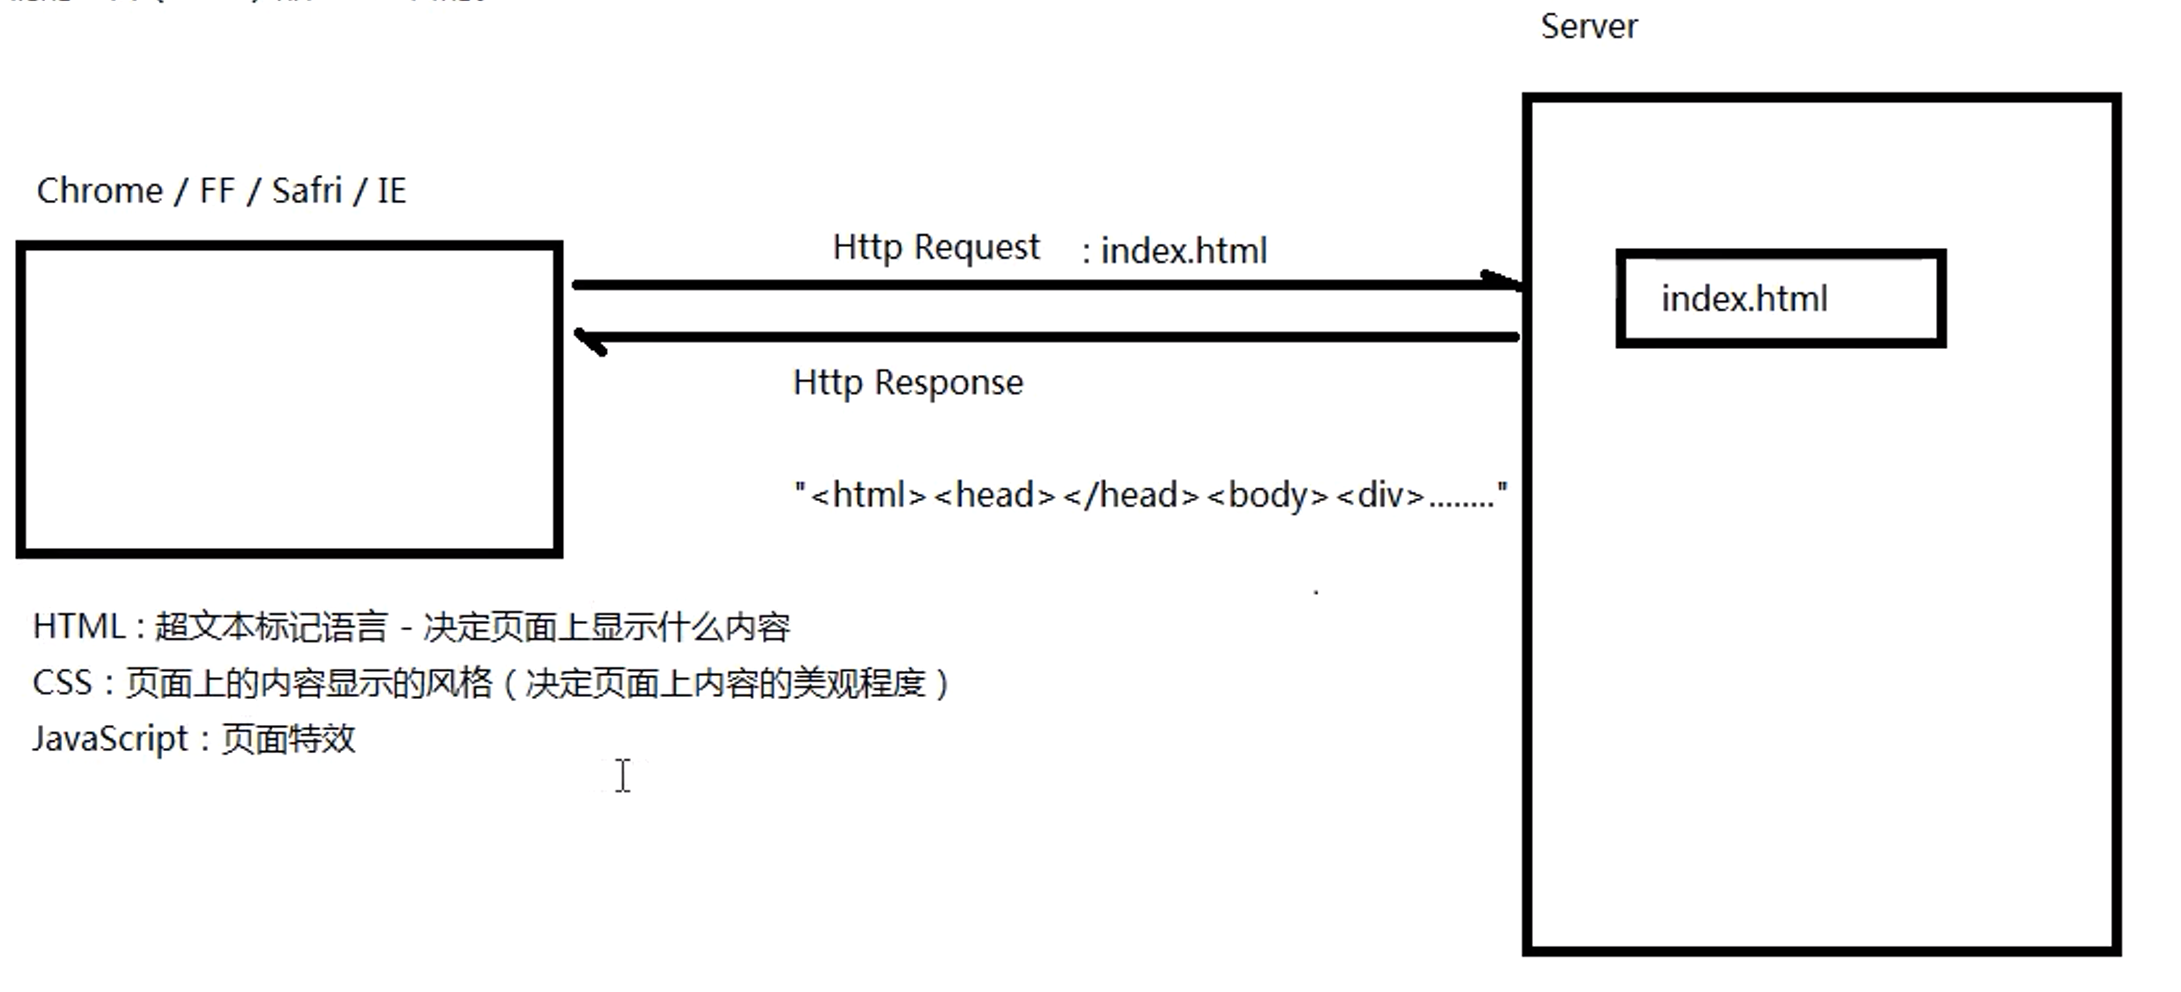 Server
Chrome / FF / Safri / IE
Http Request : index.html
index.html
Http Response
"<html><head></head><body><div>........"
HTML : 超文本标记语言 - 决定页面上显示什么内容
CSS：页面上的内容显示的风格（决定页面上内容的美观程度）
JavaScript：页面特效